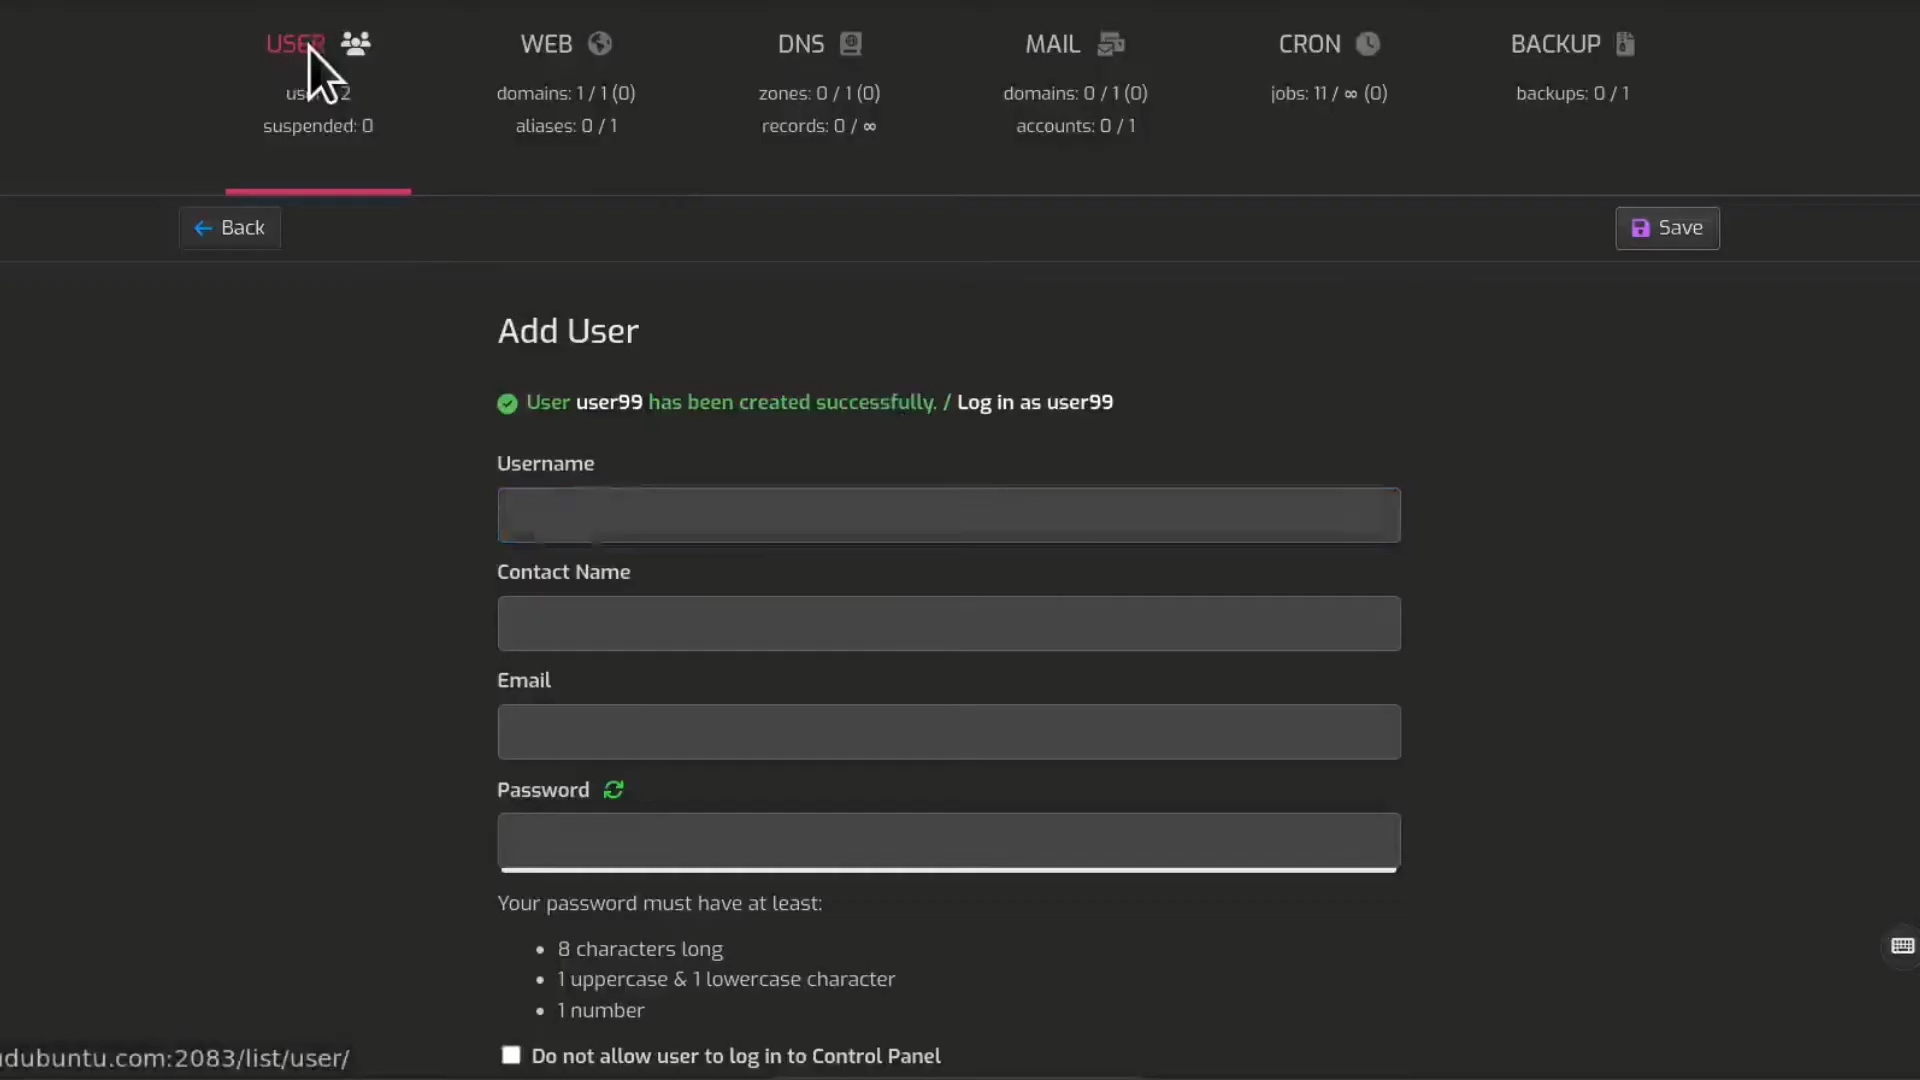 USER
WEB
DNS
MAIL
CRON
BACKUP
2
domains: 1 / 1 (0)
zones: 0 / 1 (0)
domains: 0 / 1 (0)
jobs: 11 / ∞ (0)
backups: 0 / 1
suspended: 0
aliases: 0 / 1
records: 0 / ∞
accounts: 0 / 1
Back
Save
Add User
User user99 has been created successfully. / Log in as user99
Username
Contact Name
Email
Password
Your password must have at least:
• 8 characters long
• 1 uppercase & 1 lowercase character
• 1 number
Do not allow user to log in to Control Panel
dubuntu.com:2083/list/user/